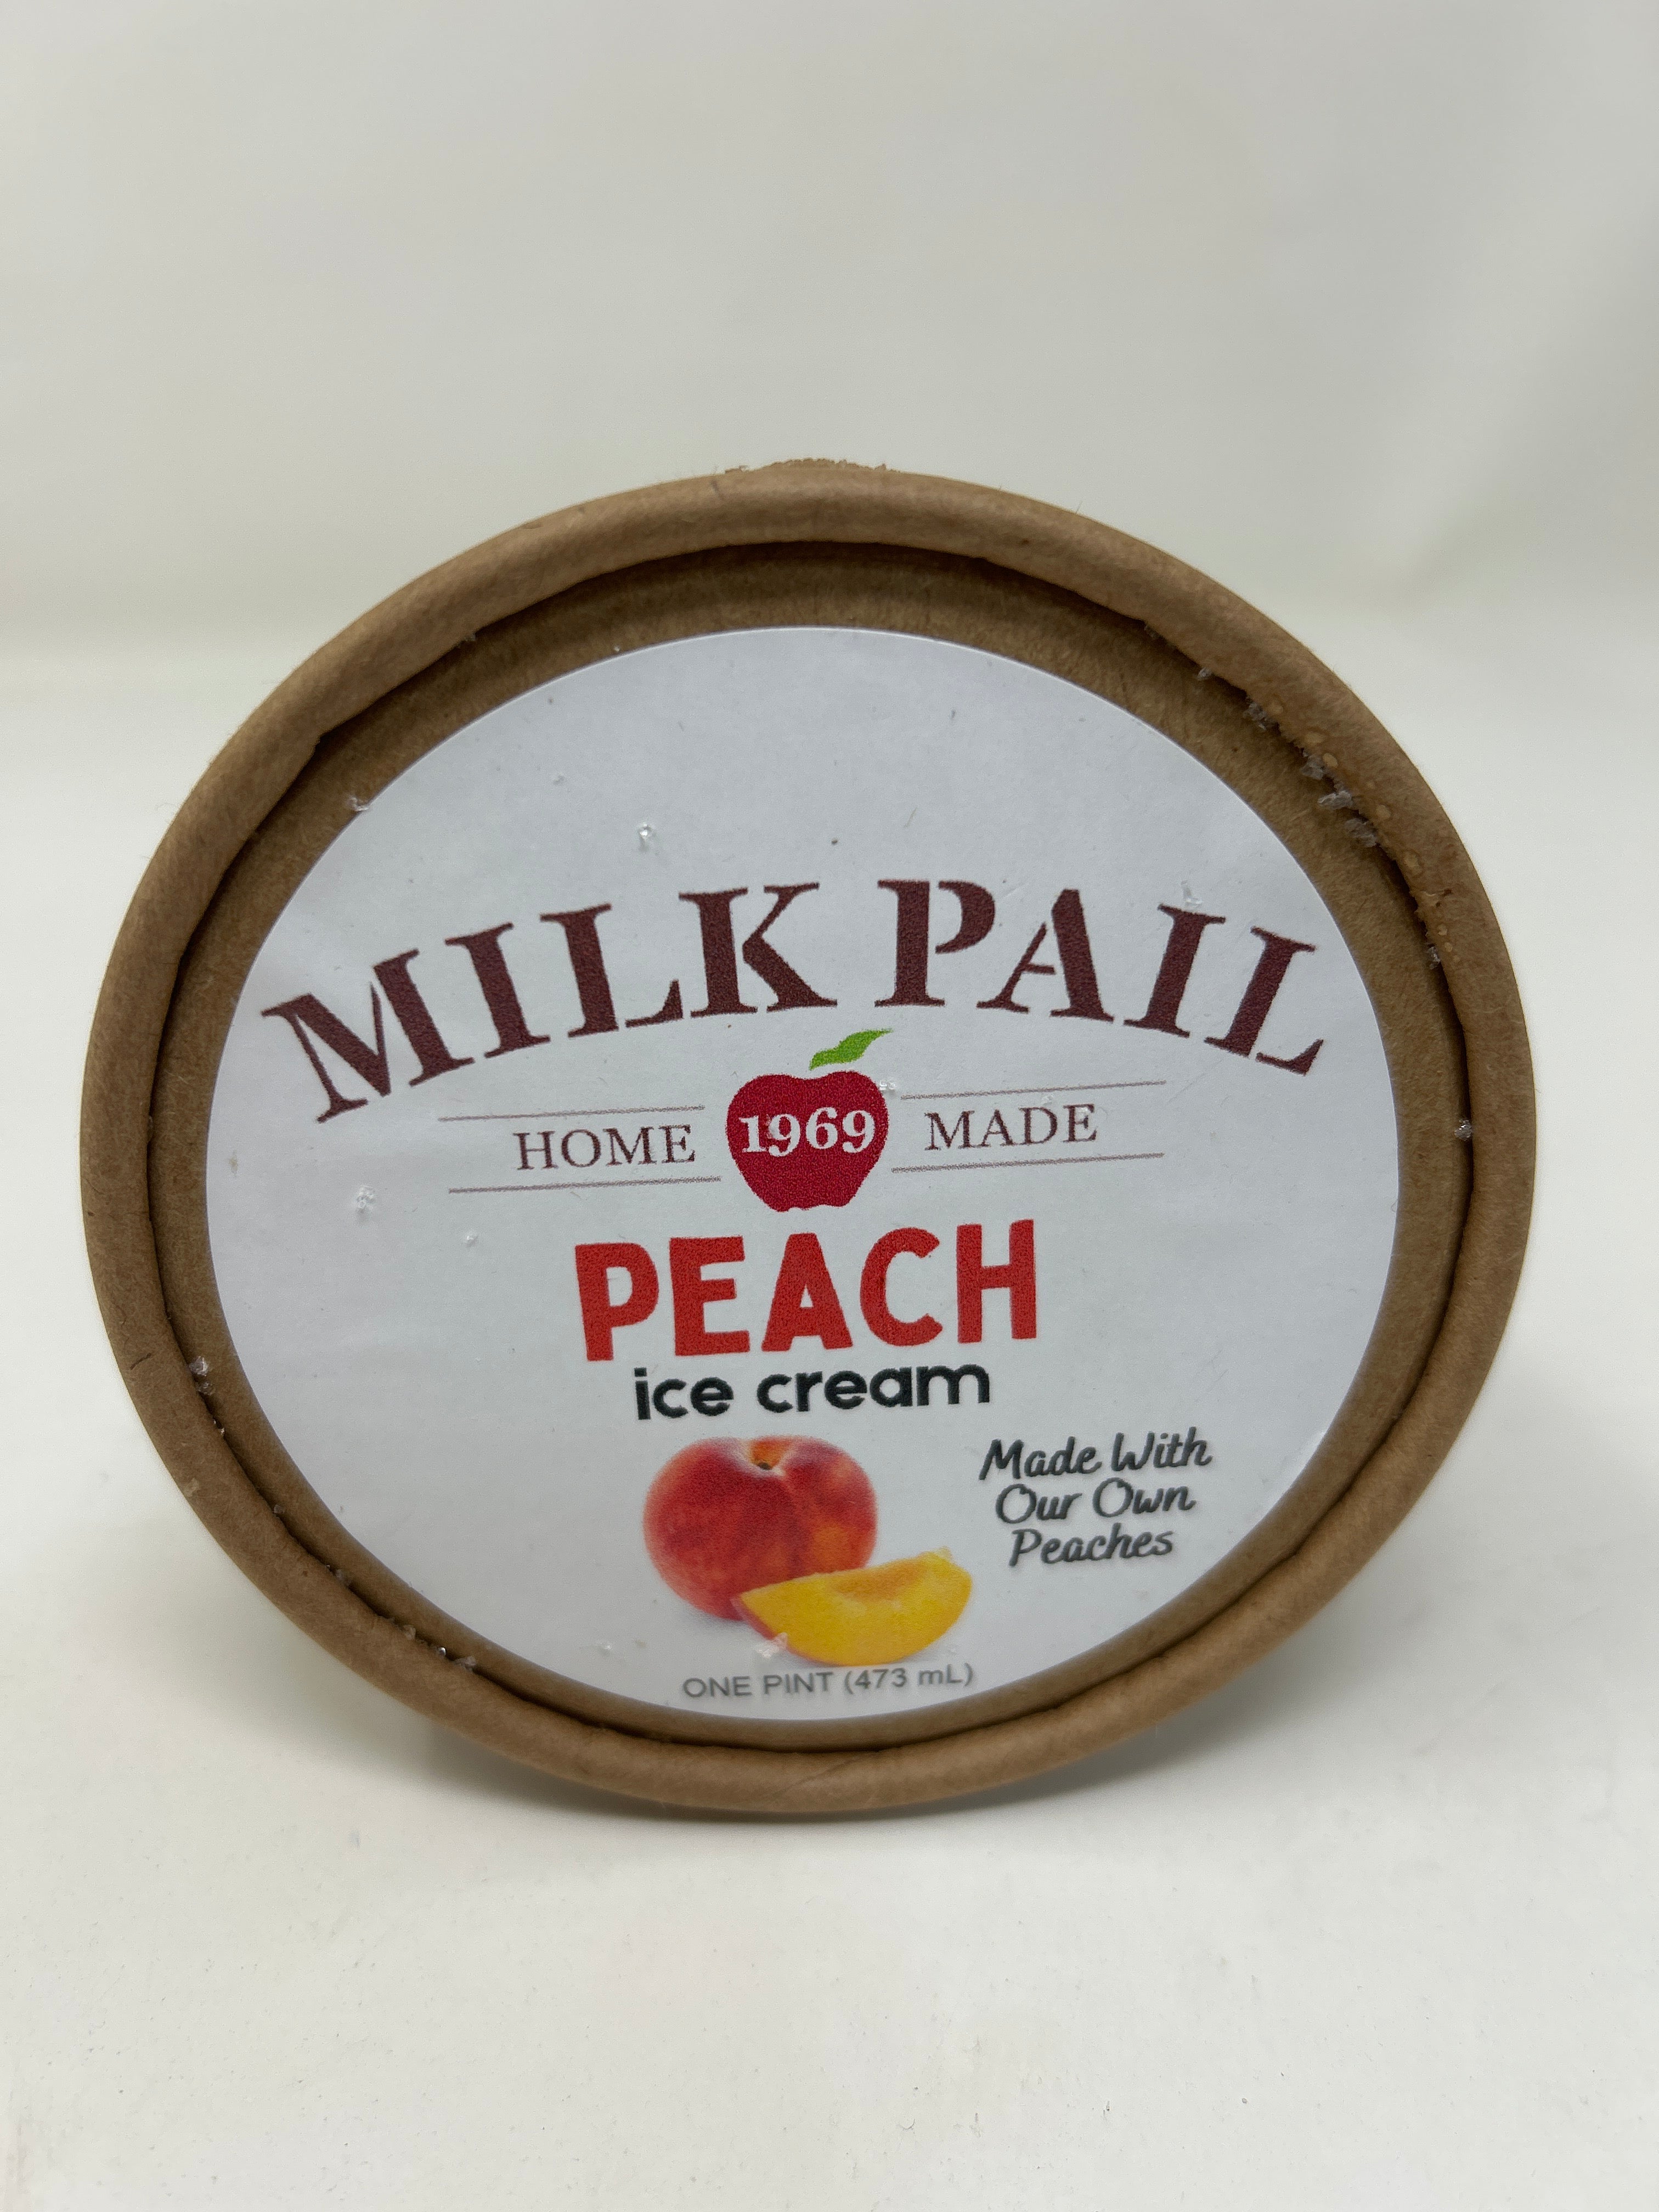 MILK PAIL
HOME 1969 MADE
PEACH
ice cream
Made With
Our Own
Peaches
ONE PINT (473 mL)